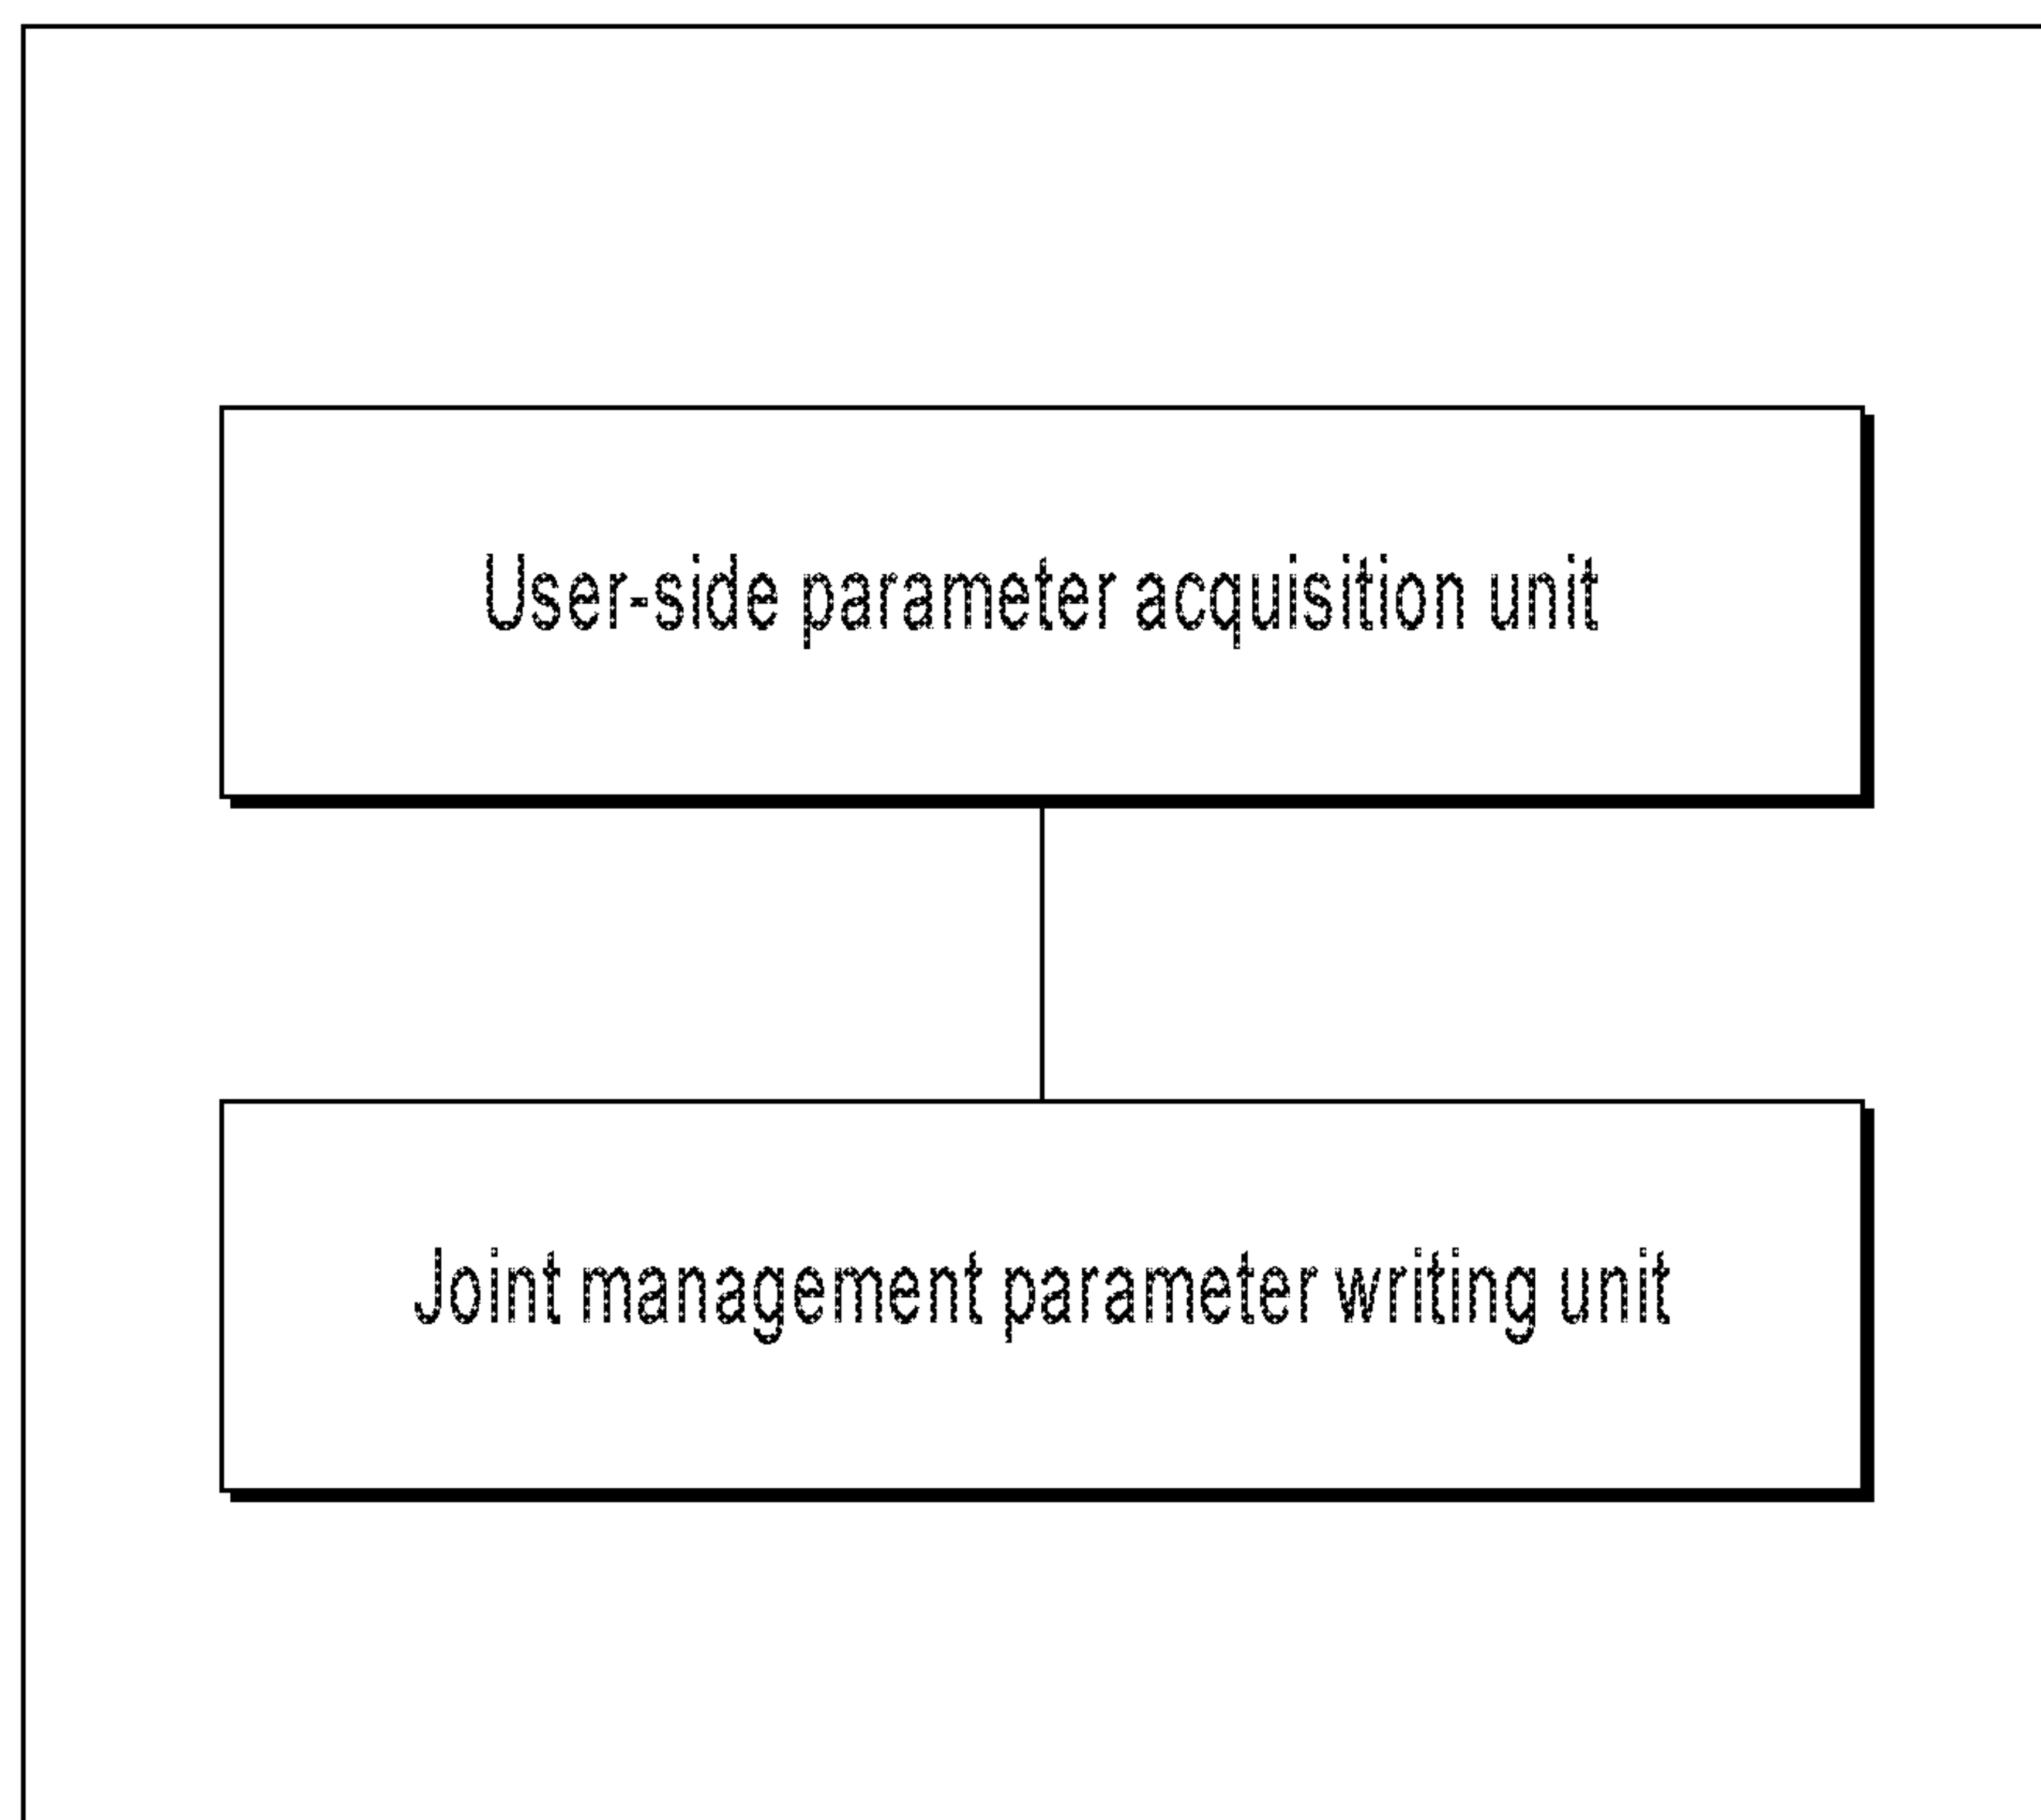 User-side parameter acquisition unit
Joint management parameter writing unit